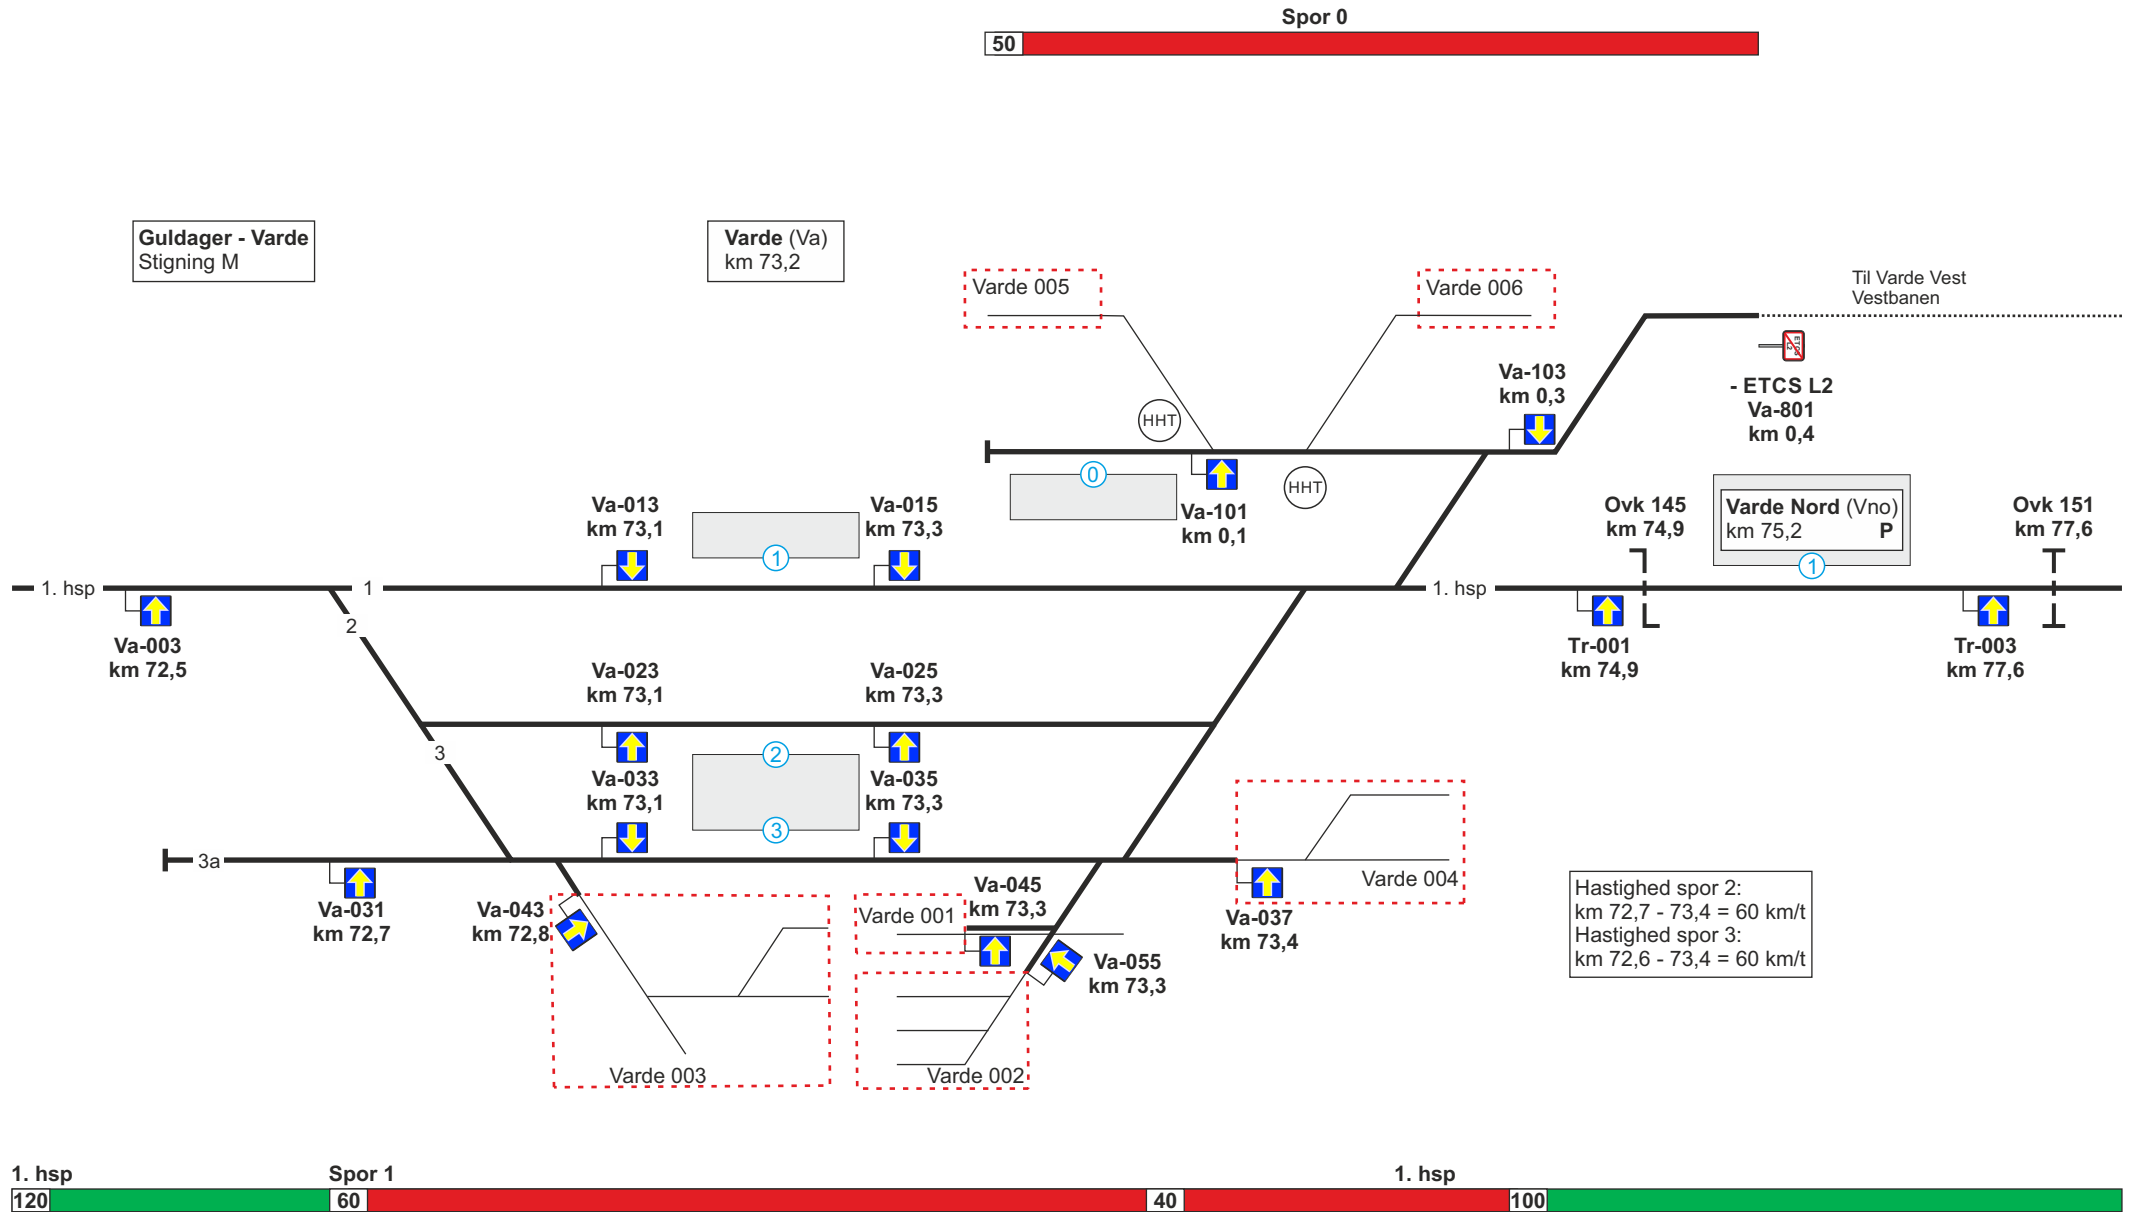 Spor 0
50
Guldager - Varde
Stigning M
Varde (Va)
km 73,2
Varde 005
Varde 006
Til Varde Vest
Vestbanen
Va-103
km 0,3
ETCS
L2
- ETCS L2
Va-801
km 0,4
HHT
0
HHT
Va-101
km 0,1
Va-013
km 73,1
Va-015
km 73,3
1
Ovk 145
km 74,9
Varde Nord (Vno)
km 75,2 P
1
Ovk 151
km 77,6
1. hsp
1
1. hsp
2
Va-003
km 72,5
Tr-001
km 74,9
Tr-003
km 77,6
Va-023
km 73,1
Va-025
km 73,3
3
2
Va-033
km 73,1
Va-035
km 73,3
3
3a
Va-031
km 72,7
Va-043
km 72,8
Varde 003
Varde 001
Va-045
km 73,3
Va-055
km 73,3
Varde 002
Varde 004
Va-037
km 73,4
Hastighed spor 2:
km 72,7 - 73,4 = 60 km/t
Hastighed spor 3:
km 72,6 - 73,4 = 60 km/t
1. hsp
Spor 1
1. hsp
120
60
40
100